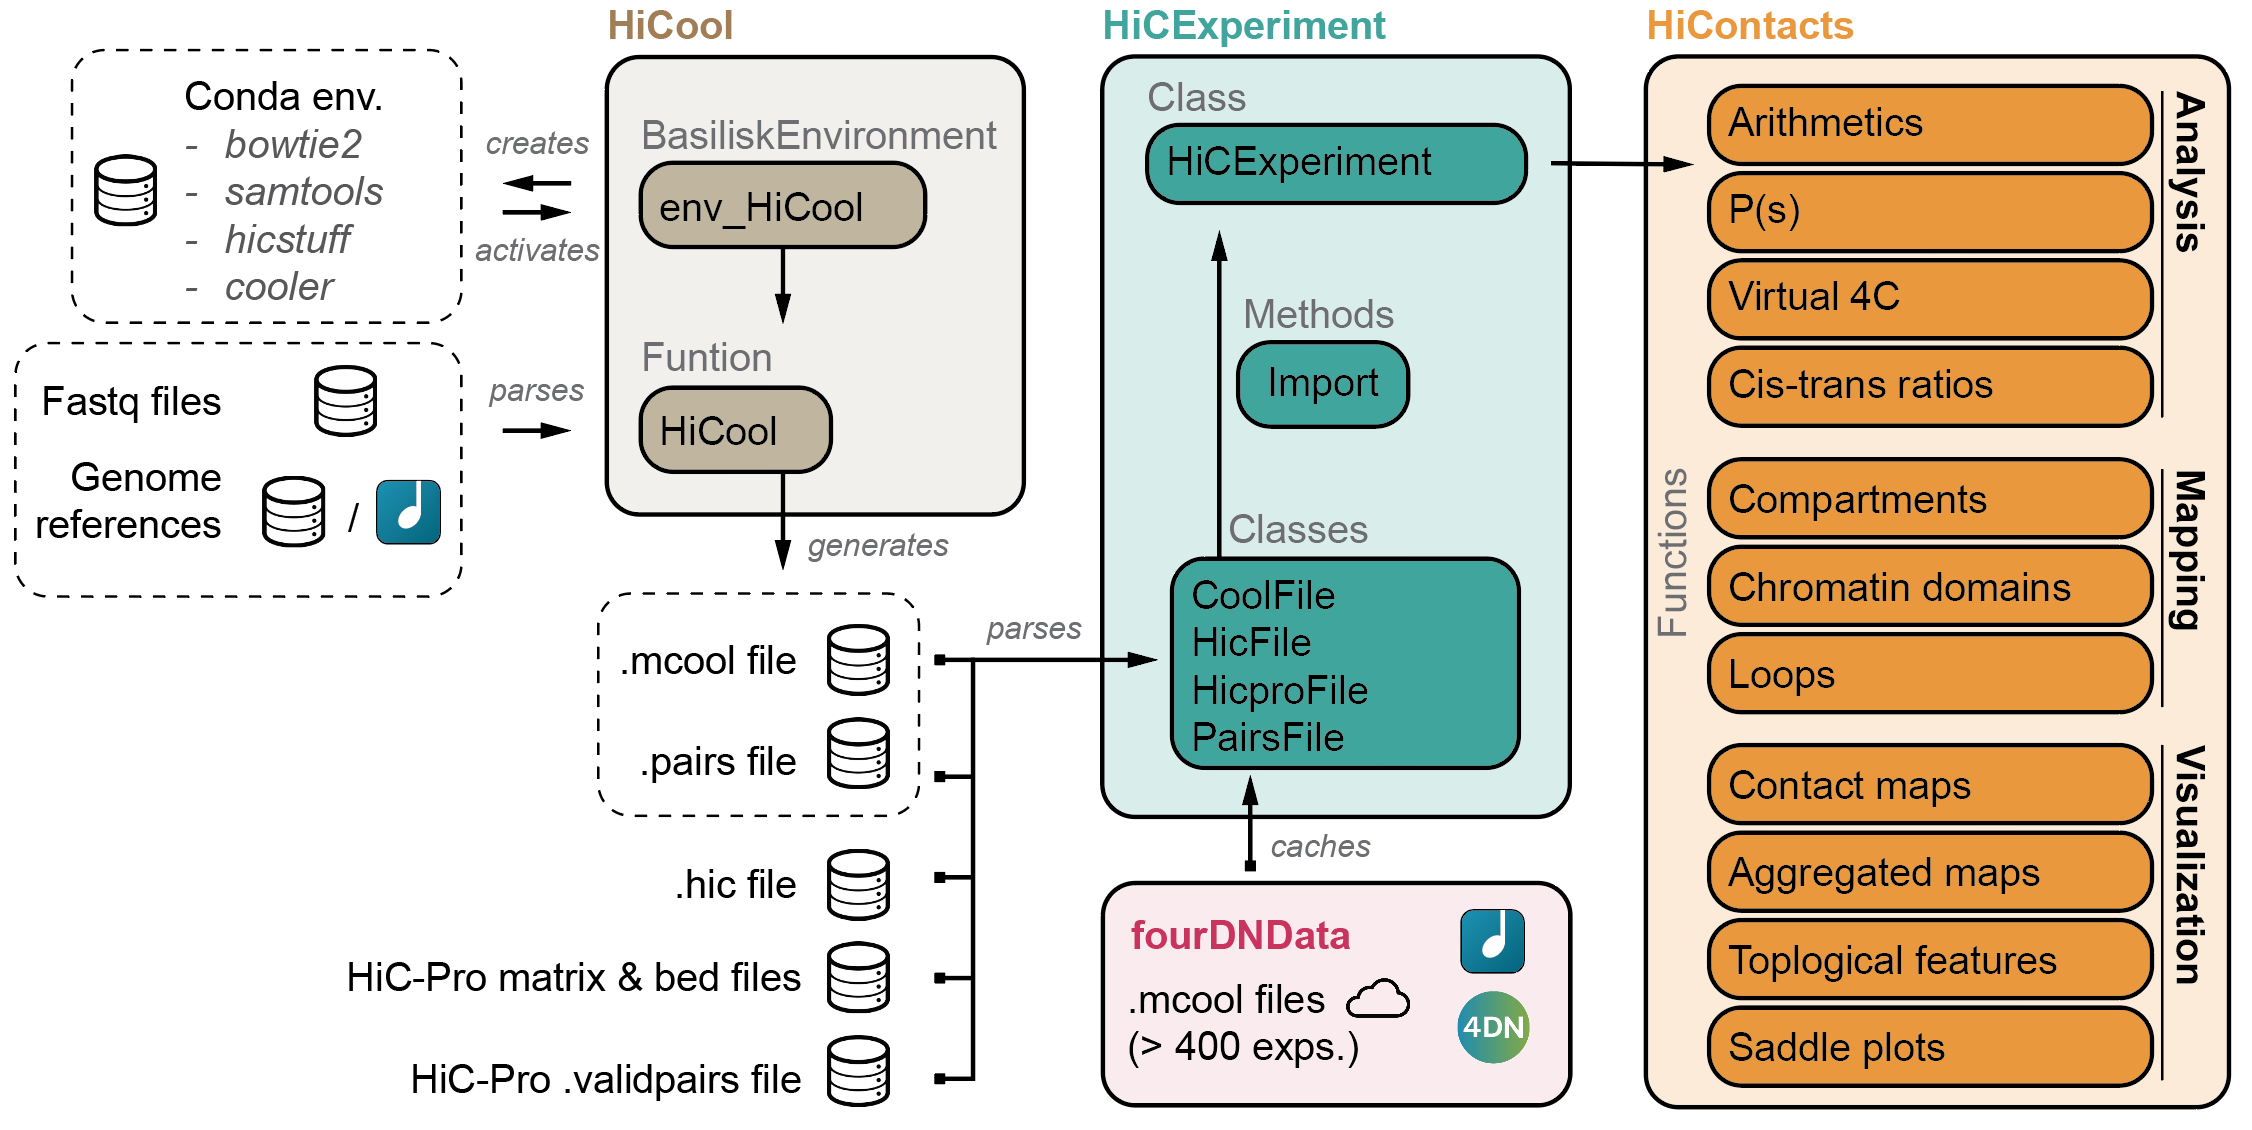 HiCool
HiCExperiment
HiContacts
Conda env.
- bowtie2
- samtools
- hicstuff
- cooler
creates
activates
BasiliskEnvironment
env_HiCool
Funtion
HiCool
Fastq files
Genome
references
/
parses
generates
.mcool file
.pairs file
.hic file
HiC-Pro matrix & bed files
HiC-Pro .validpairs file
parses
Class
HiCExperiment
Methods
Import
Classes
CoolFile
HicFile
HicproFile
PairsFile
caches
fourDNData
.mcool files
(> 400 exps.)
4DN
Functions
Arithmetics
P(s)
Virtual 4C
Cis-trans ratios
Analysis
Compartments
Chromatin domains
Loops
Mapping
Contact maps
Aggregated maps
Toplogical features
Saddle plots
Visualization